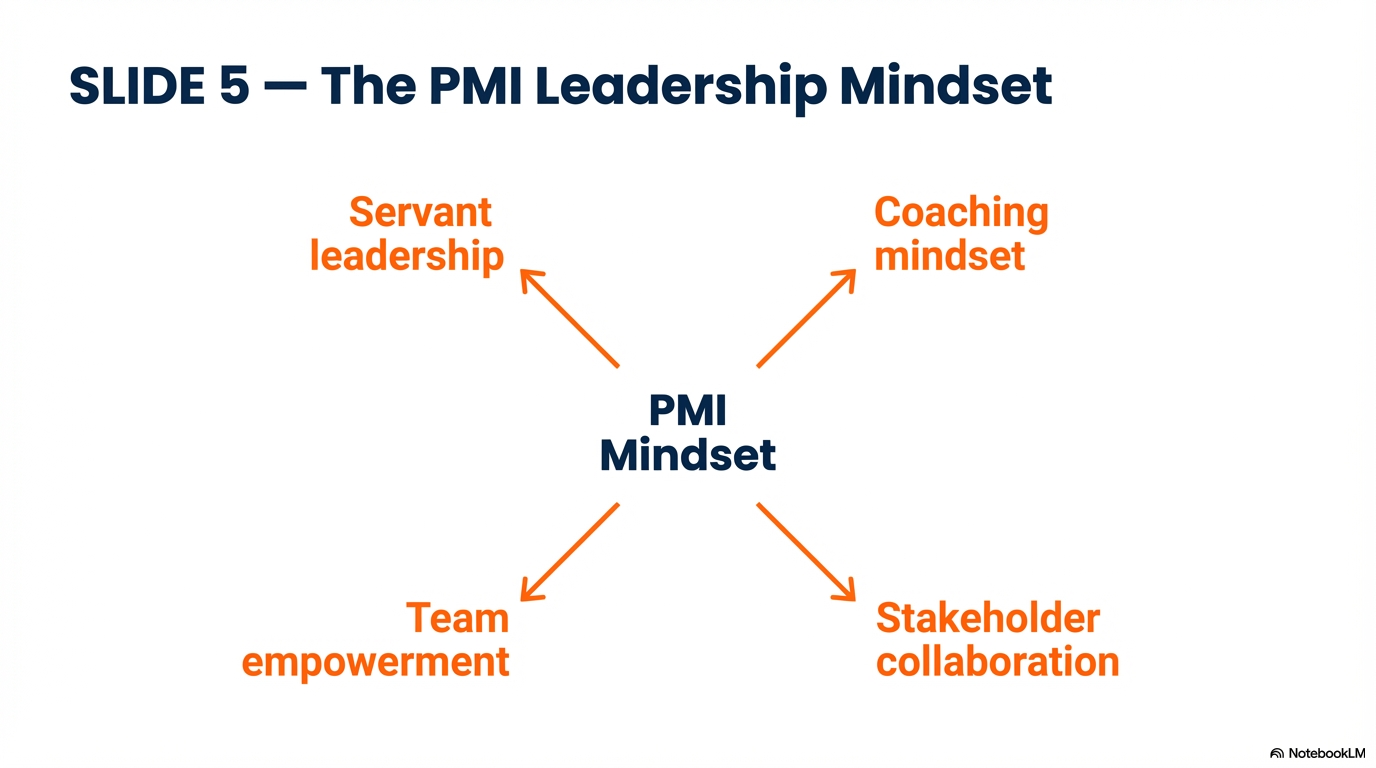 SLIDE 5 — The PMI Leadership Mindset
Servant
leadership
Coaching
mindset
PMI
Mindset
Team
empowerment
Stakeholder
collaboration
NotebookLM